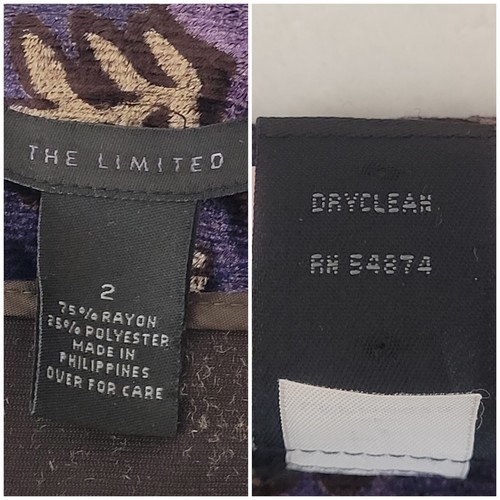 THE LIMITED
2
75% RAYON
25% POLYESTER
MADE IN
PHILIPPINES
OVER FOR CARE
DRYCLEAN
RN 54874